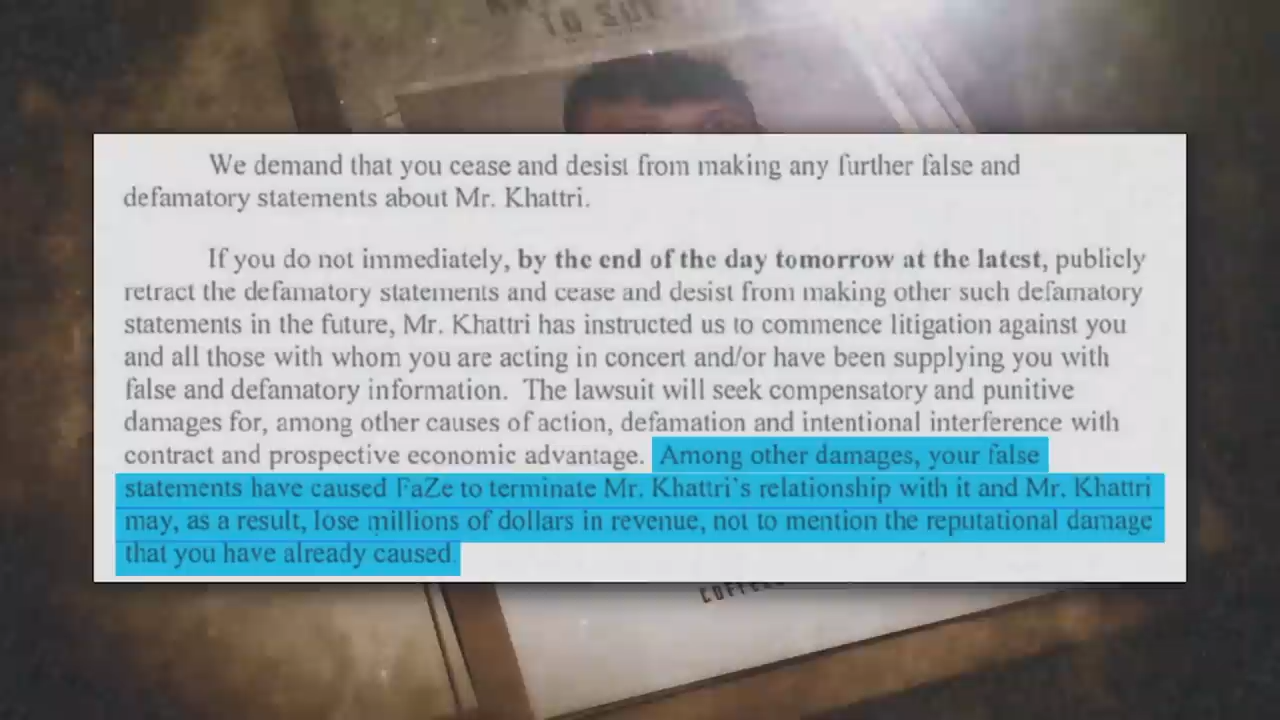 TO SUE
We demand that you cease and desist from making any further false and
defamatory statements about Mr. Khattri.
If you do not immediately, by the end of the day tomorrow at the latest, publicly
retract the defamatory statements and cease and desist from making other such defamatory
statements in the future, Mr. Khattri has instructed us to commence litigation against you
and all those with whom you are acting in concert and/or have been supplying you with
false and defamatory information. The lawsuit will seek compensatory and punitive
damages for, among other causes of action, defamation and intentional interference with
contract and prospective economic advantage. Among other damages, your false
statements have caused FaZe to terminate Mr. Khattri's relationship with it and Mr. Khattri
may, as a result, lose millions of dollars in revenue, not to mention the reputational damage
that you have already caused.